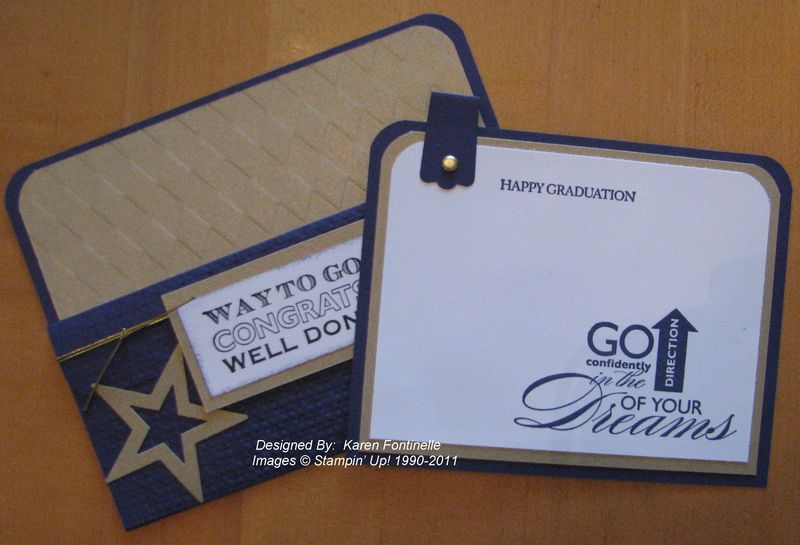 HAPPY GRADUATION
WAY TO GO
CONGRATS
WELL DON
GO
confidently
in the
DIRECTION
OF YOUR
Dreams
Designed By: Karen Fontinelle
Images © Stampin' Up! 1990-2011